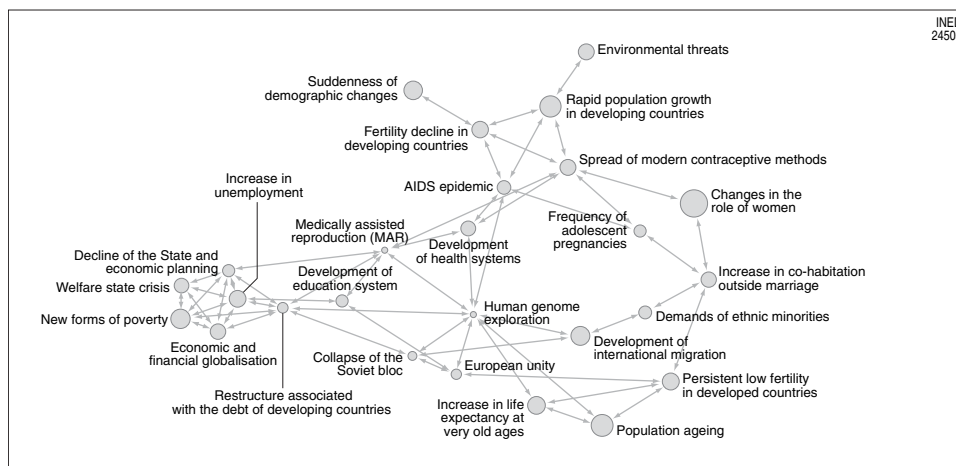 INED
2450
Environmental threats
Suddenness of
demographic changes
Rapid population growth
in developing countries
Fertility decline in
developing countries
Spread of modern contraceptive methods
Increase in
unemployment
AIDS epidemic
Changes in the
role of women
Medically assisted
reproduction (MAR)
Frequency of
adolescent
pregnancies
Development
of health systems
Decline of the State and
economic planning
Development of
education system
Increase in co-habitation
outside marriage
Welfare state crisis
New forms of poverty
Human genome
exploration
Demands of ethnic minorities
Economic and
financial globalisation
Development of
international migration
Collapse of the
Soviet bloc
European unity
Persistent low fertility
in developed countries
Restructure associated
with the debt of developing countries
Increase in life
expectancy at
very old ages
Population ageing